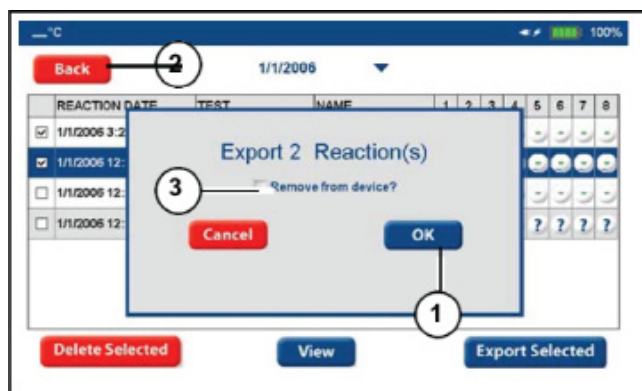 __°C 100%
Back 2 1/1/2006
REACTION DATE TEST NAME 1 2 3 4 5 6 7 8
1/1/2006 3:2 - - - -
1/1/2006 12: - - - -
1/1/2006 12: - - - -
1/1/2006 12: ? ? ? ?
Export 2 Reaction(s)
3 Remove from device?
Cancel OK
1
Delete Selected View Export Selected